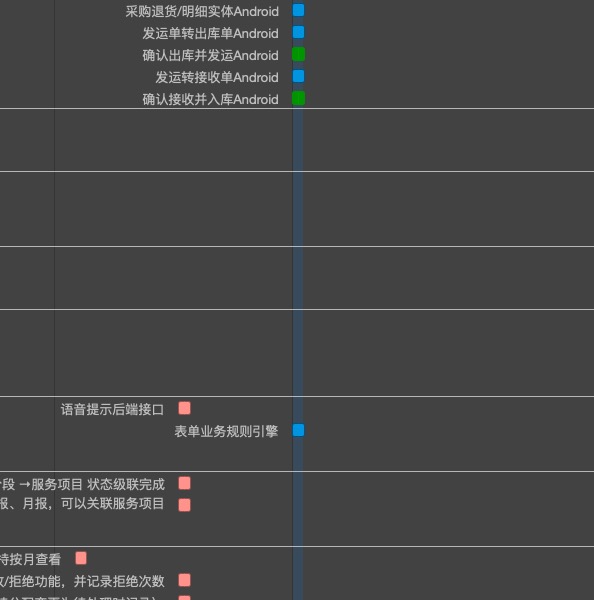 采购退货/明细实体Android
发运单转出库单Android
确认出库并发运Android
发运转接收单Android
确认接收并入库Android
语音提示后端接口
表单业务规则引擎
段 →服务项目 状态级联完成
报、月报，可以关联服务项目
持按月查看
/拒绝功能，并记录拒绝次数